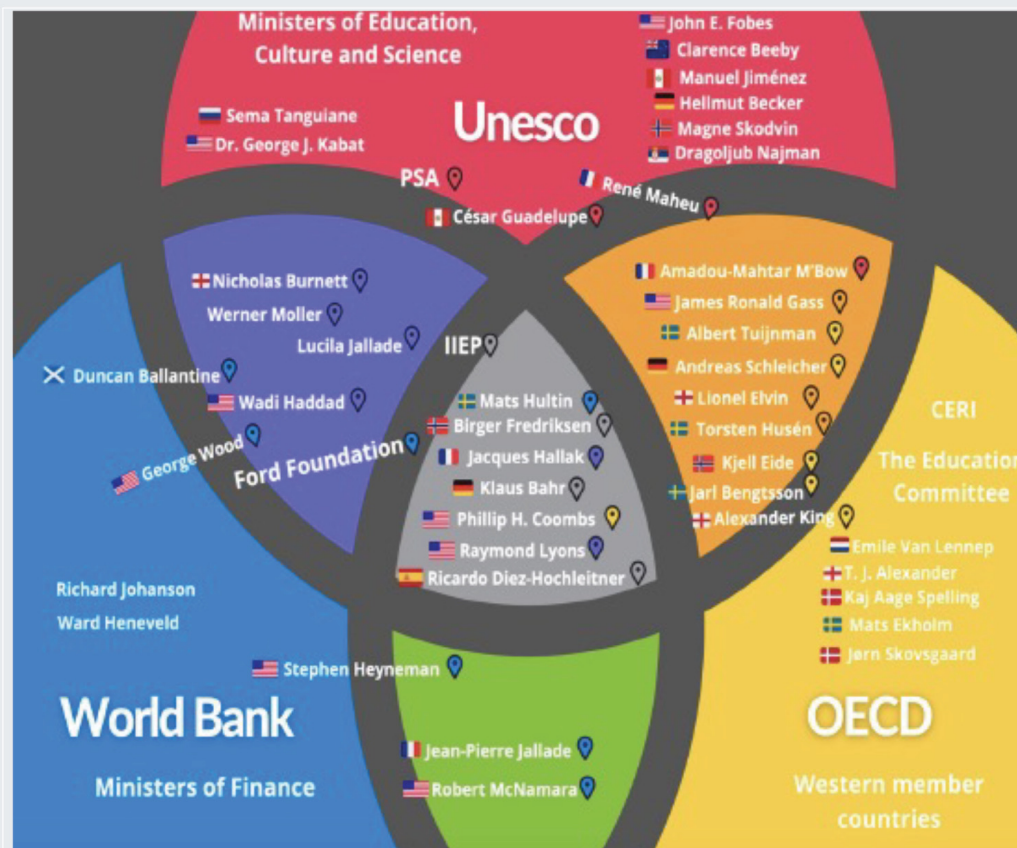 Ministers of Education,
Culture and Science
Unesco
Sema Tanguiane
Dr. George J. Kabat
John E. Fobes
Clarence Beeby
Manuel Jiménez
Hellmut Becker
Magne Skodvin
Dragoljub Najman
PSA
César Guadelupe
René Maheu
Nicholas Burnett
Werner Moller
Lucila Jallade
Duncan Ballantine
Wadi Haddad
George Wood
Ford Foundation
IIEP
Mats Hultin
Birger Fredriksen
Jacques Hallak
Klaus Bahr
Phillip H. Coombs
Raymond Lyons
Ricardo Diez-Hochleitner
Amadou-Mahtar M'Bow
James Ronald Gass
Albert Tuijnman
Andreas Schleicher
Lionel Elvin
Torsten Husén
Kjell Eide
Jarl Bengtsson
Alexander King
CERI
The Education
Committee
Emile Van Lennep
T. J. Alexander
Kaj Aage Spelling
Mats Ekholm
Jørn Skovsgaard
Richard Johanson
Ward Heneveld
Stephen Heyneman
World Bank
Ministers of Finance
Jean-Pierre Jallade
Robert McNamara
OECD
Western member
countries